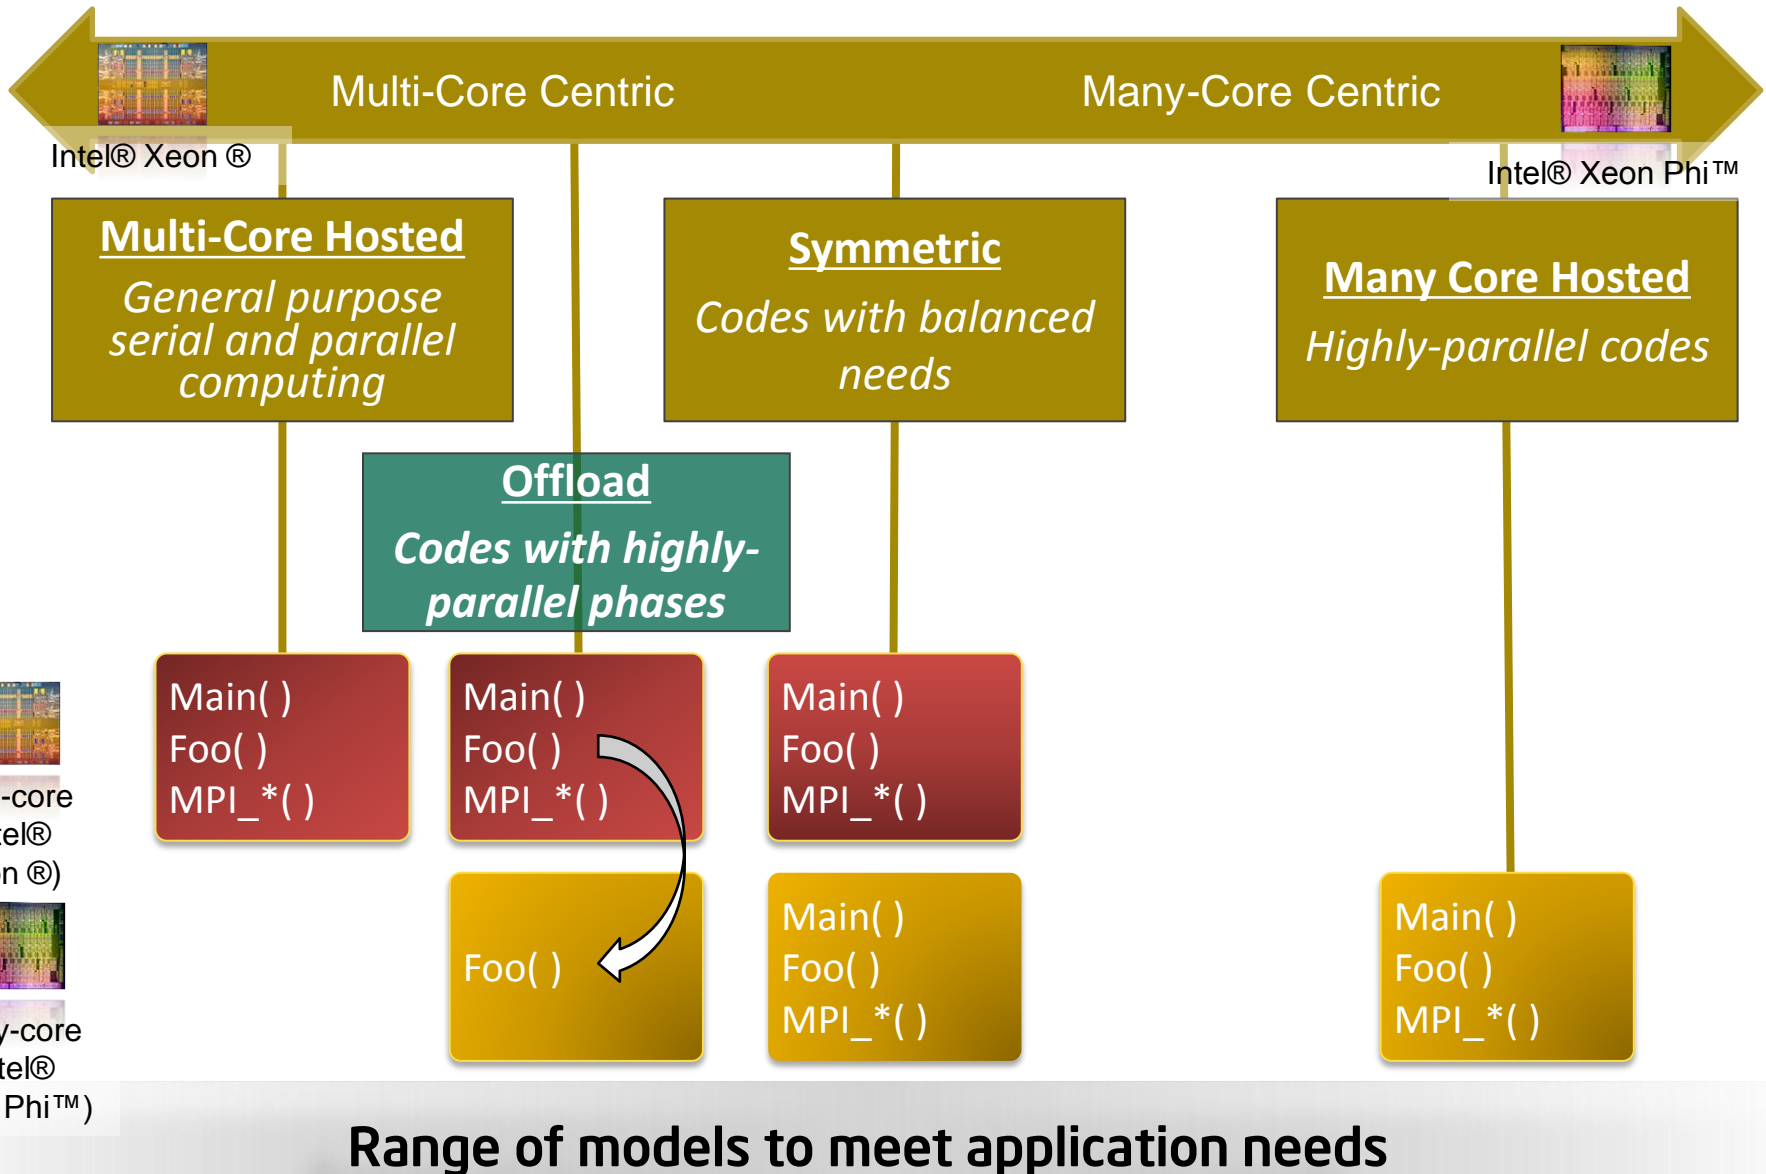 Multi-Core Centric
Many-Core Centric
Intel® Xeon ®
Intel® Xeon Phi™
Multi-Core Hosted
General purpose
serial and parallel
computing
Symmetric
Codes with balanced
needs
Many Core Hosted
Highly-parallel codes
Offload
Codes with highly-
parallel phases
Main( )
Foo( )
MPI_*( )
Main( )
Foo( )
MPI_*( )
Main( )
Foo( )
MPI_*( )
-core
tel®
n ®)
Foo( )
Main( )
Foo( )
MPI_*( )
Main( )
Foo( )
MPI_*( )
y-core
tel®
Phi™)
Range of models to meet application needs